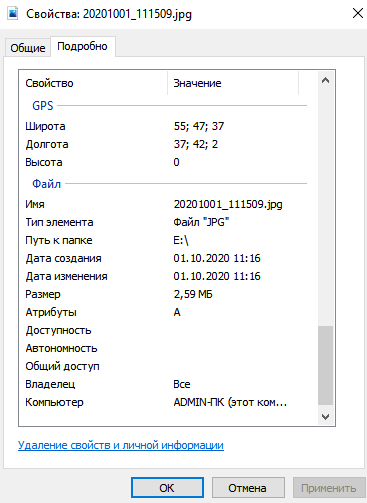 Свойства: 20201001_111509.jpg
Общие Подробно
Свойство Значение
GPS
Широта 55; 47; 37
Долгота 37; 42; 2
Высота 0
Файл
Имя 20201001_111509.jpg
Тип элемента Файл "JPG"
Путь к папке E:\
Дата создания 01.10.2020 11:16
Дата изменения 01.10.2020 11:16
Размер 2,59 МБ
Атрибуты A
Доступность
Автономность
Общий доступ
Владелец Все
Компьютер ADMIN-ПК (этот ком...
Удаление свойств и личной информации
ОК Отмена Применить